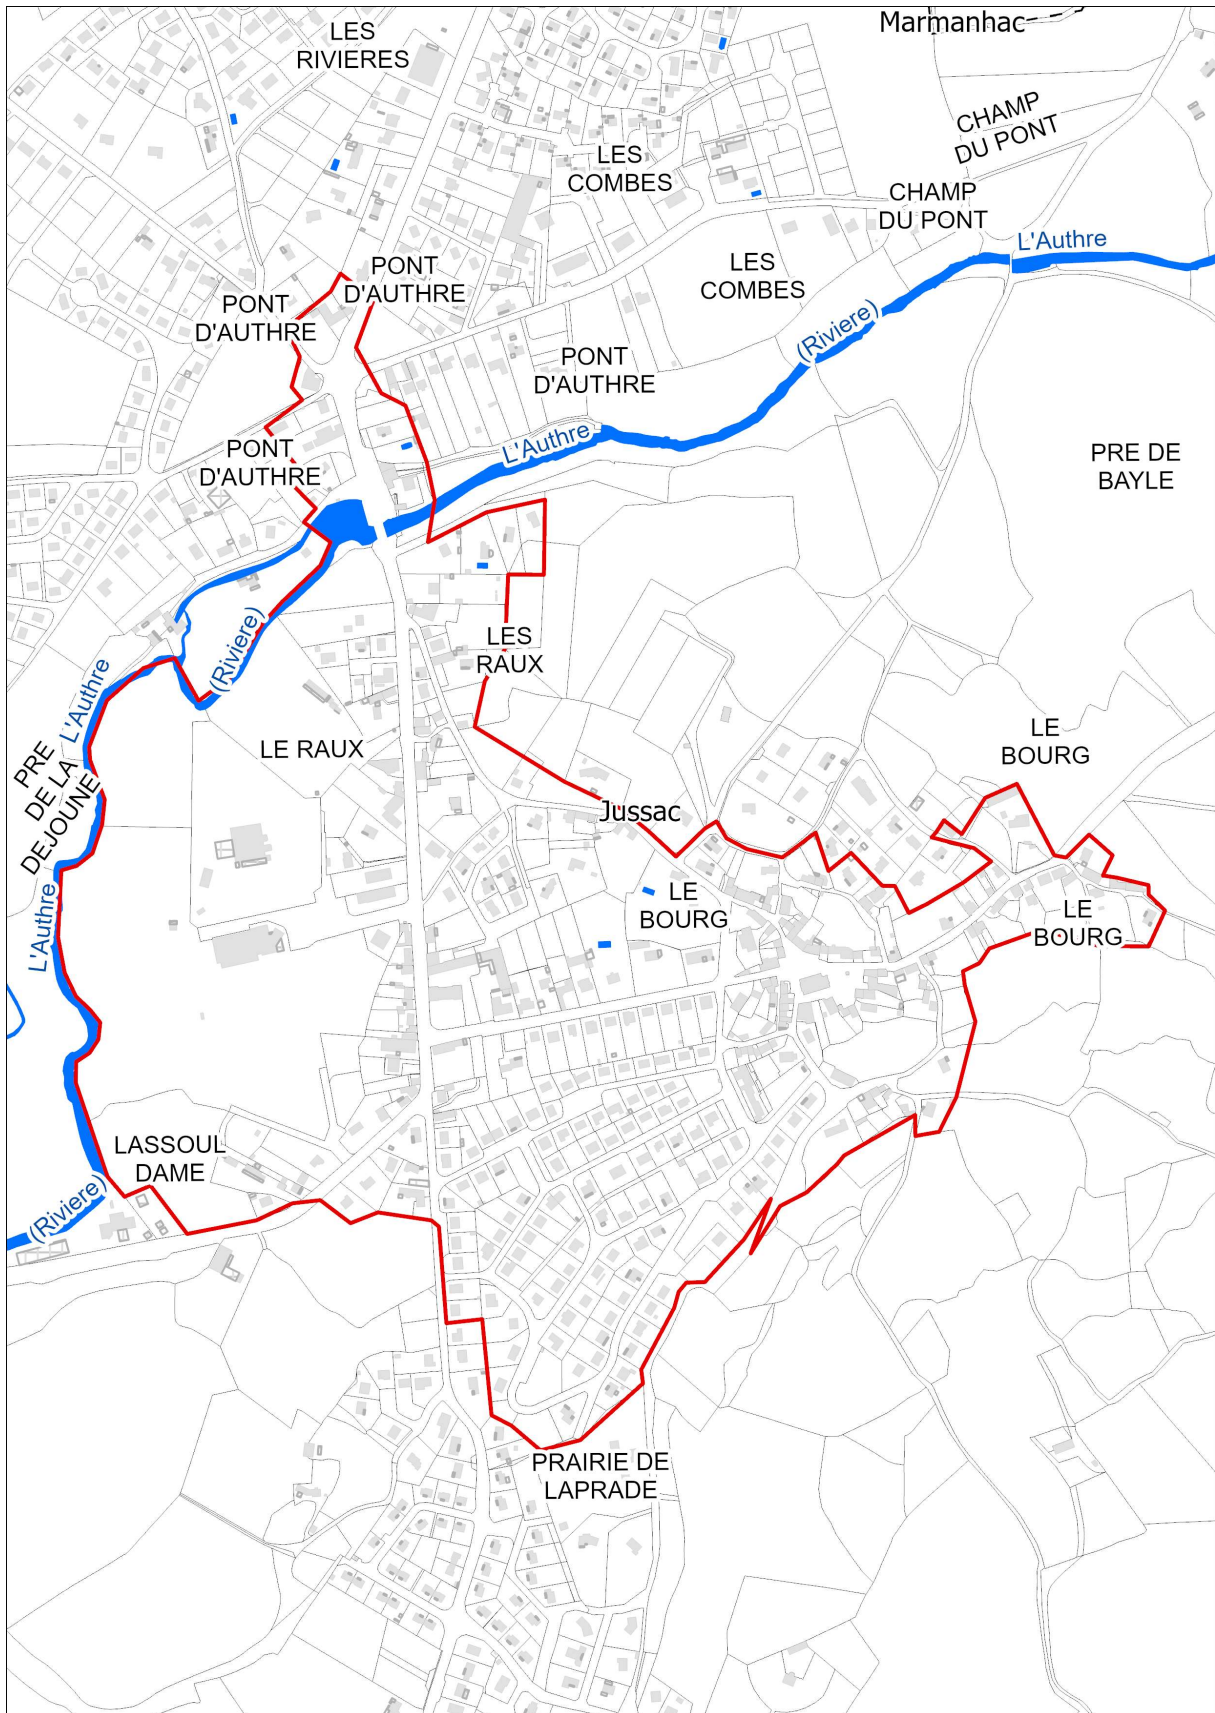 Marmanhac
LES
RIVIERES
CHAMP
DU PONT
LES
COMBES
CHAMP
DU PONT
L'Authre
LES
COMBES
PONT
D'AUTHRE
PONT
D'AUTHRE
(Riviere)
PONT
D'AUTHRE
L'Authre
PONT
D'AUTHRE
PRE DE
BAYLE
(Riviere)
LES
RAUX
L'Authre
LE RAUX
LE
BOURG
PRE
DE LA
DEJOUNE
Jussac
LE
BOURG
LE
BOURG
L'Authre
LASSOUL
DAME
(Riviere)
PRAIRIE DE
LAPRADE